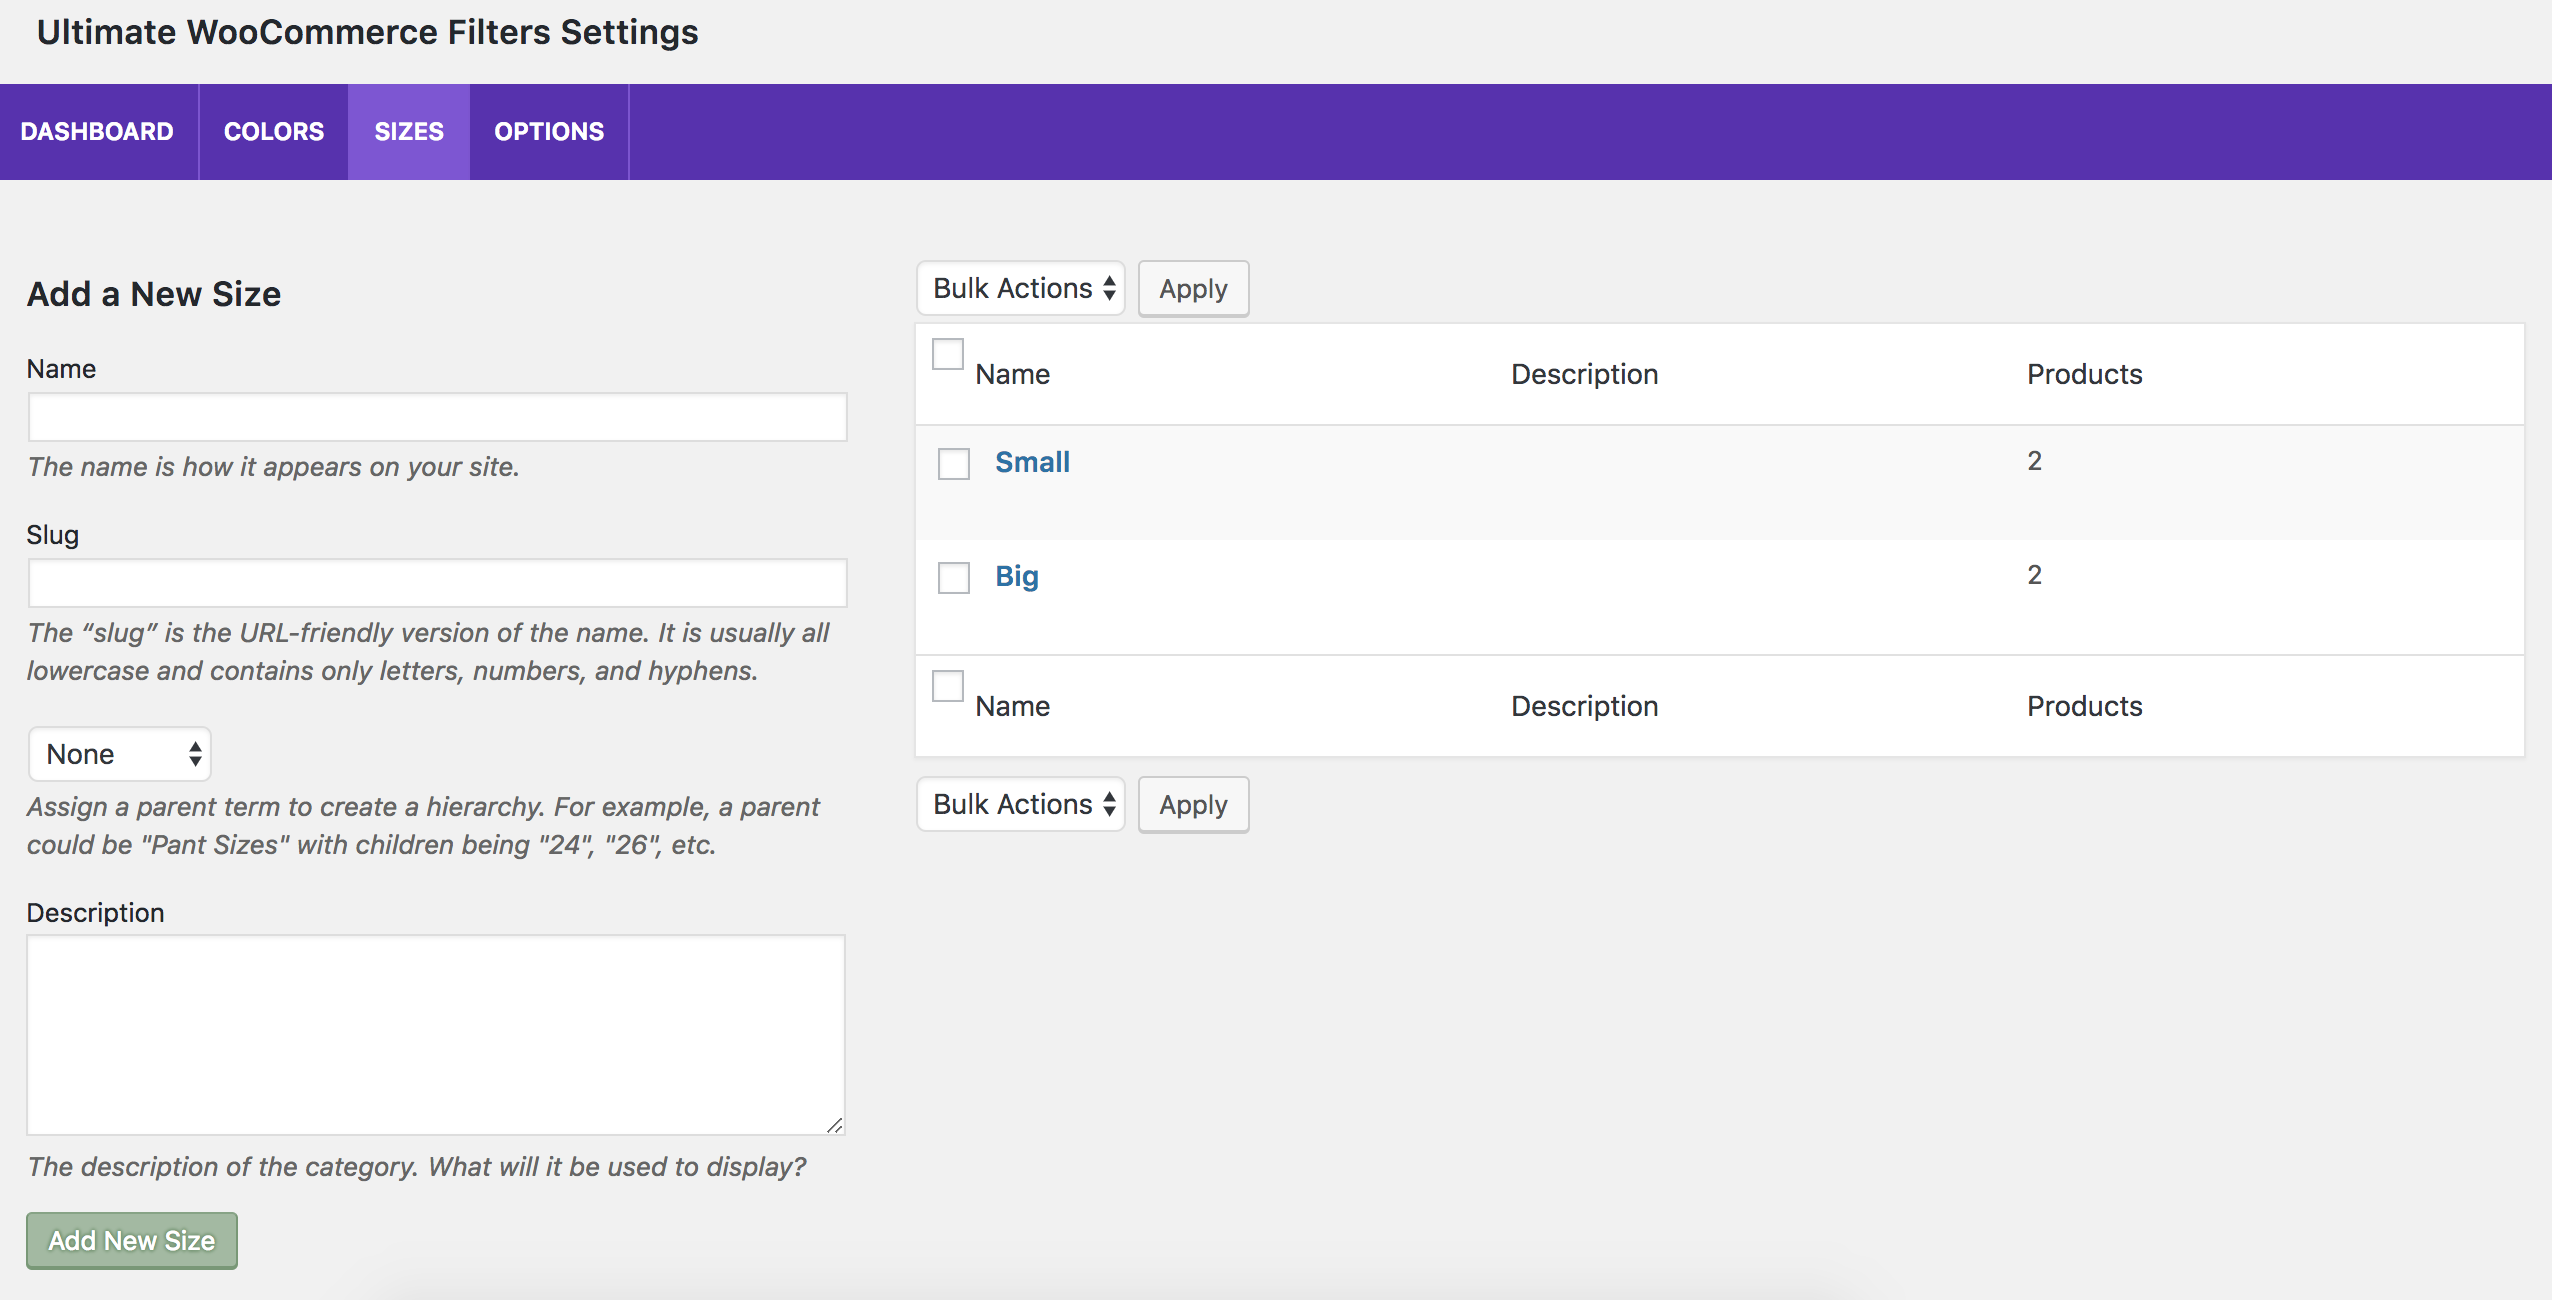 Ultimate WooCommerce Filters Settings
DASHBOARD
COLORS
SIZES
OPTIONS
Add a New Size
Name
The name is how it appears on your site.
Slug
The “slug” is the URL-friendly version of the name. It is usually all
lowercase and contains only letters, numbers, and hyphens.
None
Assign a parent term to create a hierarchy. For example, a parent
could be "Pant Sizes" with children being "24", "26", etc.
Description
The description of the category. What will it be used to display?
Add New Size
Bulk Actions
Apply
Name
Description
Products
Small
2
Big
2
Name
Description
Products
Bulk Actions
Apply